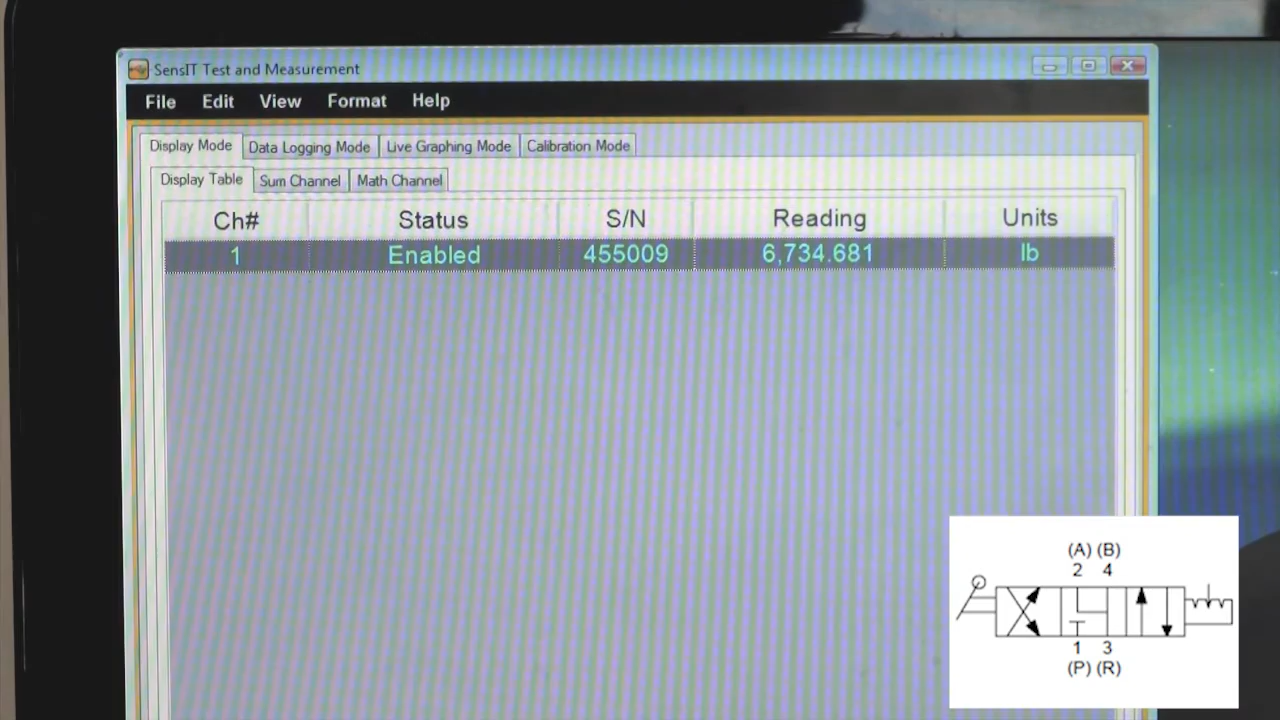 SensIT Test and Measurement
File Edit View Format Help
Display Mode Data Logging Mode Live Graphing Mode Calibration Mode
Display Table Sum Channel Math Channel
Ch# Status S/N Reading Units
1 Enabled 455009 6,734.681 lb
(A) (B)
2 4
1 3
(P) (R)